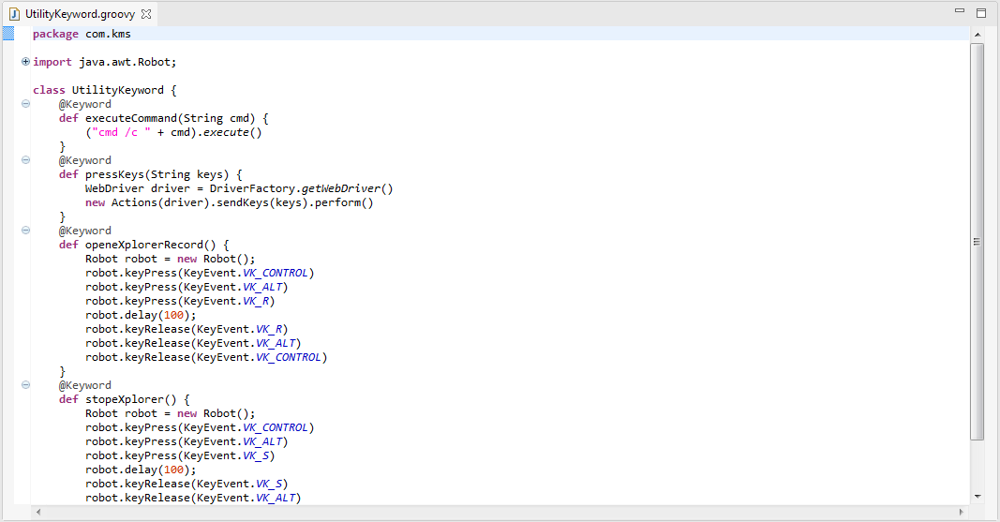 UtilityKeyword.groovy
package com.kms
import java.awt.Robot;
class UtilityKeyword {
@Keyword
def executeCommand(String cmd) {
("cmd /c " + cmd).execute()
}
@Keyword
def pressKeys(String keys) {
WebDriver driver = DriverFactory.getWebDriver()
new Actions(driver).sendKeys(keys).perform()
}
@Keyword
def openeXplorerRecord() {
Robot robot = new Robot();
robot.keyPress(KeyEvent.VK_CONTROL)
robot.keyPress(KeyEvent.VK_ALT)
robot.keyPress(KeyEvent.VK_R)
robot.delay(100);
robot.keyRelease(KeyEvent.VK_R)
robot.keyRelease(KeyEvent.VK_ALT)
robot.keyRelease(KeyEvent.VK_CONTROL)
}
@Keyword
def stopeXplorer() {
Robot robot = new Robot();
robot.keyPress(KeyEvent.VK_CONTROL)
robot.keyPress(KeyEvent.VK_ALT)
robot.keyPress(KeyEvent.VK_S)
robot.delay(100);
robot.keyRelease(KeyEvent.VK_S)
robot.keyRelease(KeyEvent.VK_ALT)